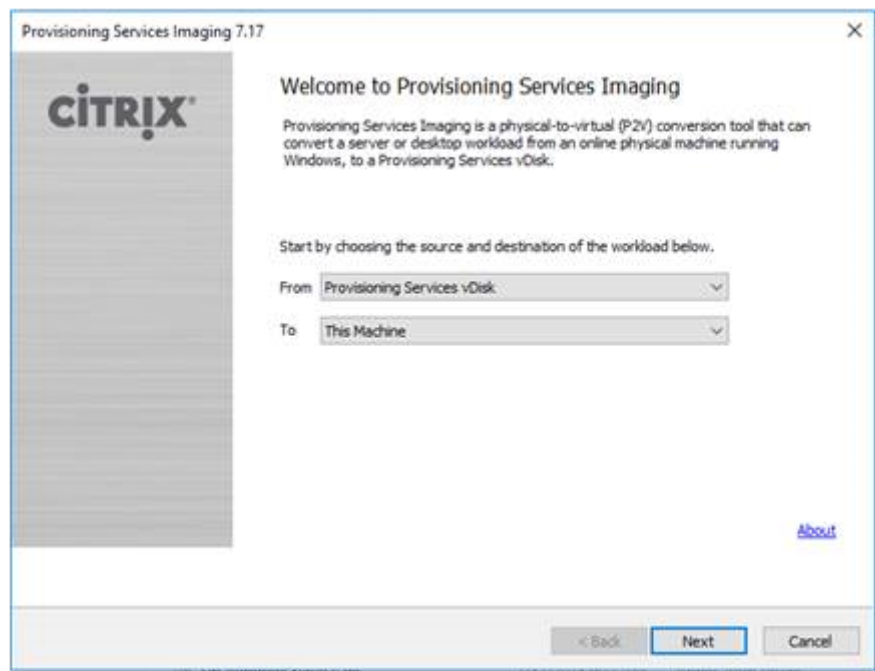 Provisioning Services Imaging 7.17
CİTRIX
Welcome to Provisioning Services Imaging
Provisioning Services Imaging is a physical-to-virtual (P2V) conversion tool that can
convert a server or desktop workload from an online physical machine running
Windows, to a Provisioning Services vDisk.
Start by choosing the source and destination of the workload below.
From Provisioning Services vDisk
To This Machine
About
< Back Next Cancel